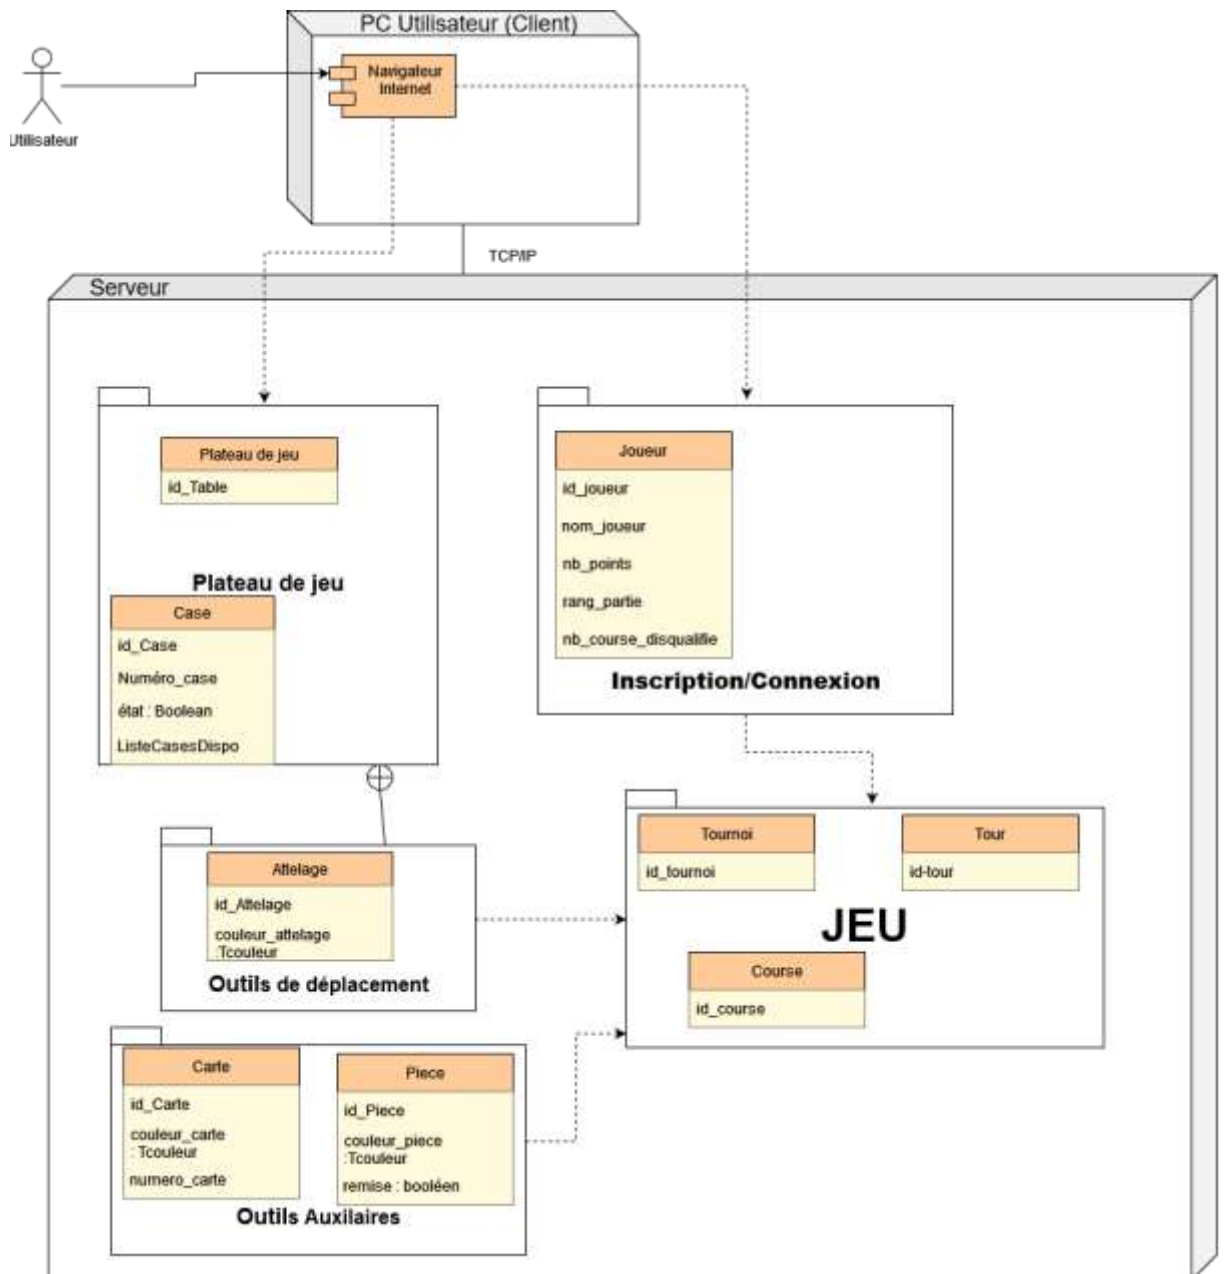 PC Utilisateur (Client)
Navigateur
Internet
Utilisateur
TCP/IP
Serveur
Plateau de jeu
id_Table
Plateau de jeu
Case
id_Case
Numéro_case
état : Boolean
ListeCasesDispo
Joueur
id_joueur
nom_joueur
nb_points
rang_partie
nb_course_disqualifie
Inscription/Connexion
Attelage
id_Attelage
couleur_attelage
:Tcouleur
Outils de déplacement
Tournoi
id_tournoi
Tour
id-tour
JEU
Course
id_course
Carte
id_Carte
couleur_carte
: Tcouleur
numero_carte
Piece
id_Piece
couleur_piece
:Tcouleur
remise : booléen
Outils Auxilaires